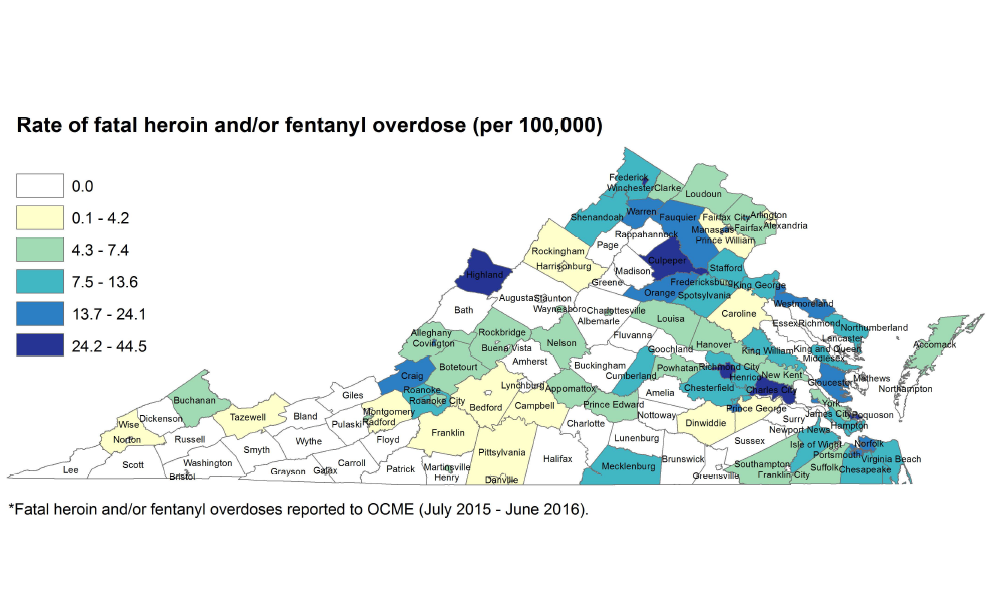 Rate of fatal heroin and/or fentanyl overdose (per 100,000)
0.0
0.1 - 4.2
4.3 - 7.4
7.5 - 13.6
13.7 - 24.1
24.2 - 44.5
Frederick
Winchester
Clarke
Loudoun
Shenandoah
Warren
Fauquier
Fairfax City
Arlington
Manassas
Fairfax
Alexandria
Prince William
Rappahannock
Page
Rockingham
Harrisonburg
Culpeper
Madison
Stafford
Highland
Greene
Fredericksburg
King George
Orange
Spotsylvania
Augusta
Staunton
Westmoreland
Bath
Waynesboro
Charlottesville
Albemarle
Louisa
Caroline
Essex
Richmond
Northumberland
Alleghany
Covington
Rockbridge
Nelson
Fluvanna
Goochland
Hanover
King William
King and Queen
Lancaster
Middlesex
Accomack
Buena Vista
Amherst
Buckingham
Cumberland
Powhatan
Richmond City
Henrico
New Kent
Craig
Botetourt
Giles
Roanoke
Roanoke City
Lynchburg
Appomattox
Amelia
Chesterfield
Charles City
Gloucester
Mathews
Northampton
Buchanan
Dickenson
Tazewell
Bland
Pulaski
Montgomery
Radford
Bedford
Campbell
Prince Edward
Nottoway
Prince George
York
James City
Poquoson
Surry
Hampton
Newport News
Wise
Norton
Russell
Smyth
Wythe
Floyd
Franklin
Charlotte
Dinwiddie
Sussex
Isle of Wight
Norfolk
Portsmouth
Virginia Beach
Lee
Scott
Washington
Bristol
Grayson
Galax
Carroll
Patrick
Martinsville
Henry
Pittsylvania
Danville
Halifax
Lunenburg
Mecklenburg
Brunswick
Greensville
Southampton
Franklin City
Suffolk
Chesapeake
*Fatal heroin and/or fentanyl overdoses reported to OCME (July 2015 - June 2016).